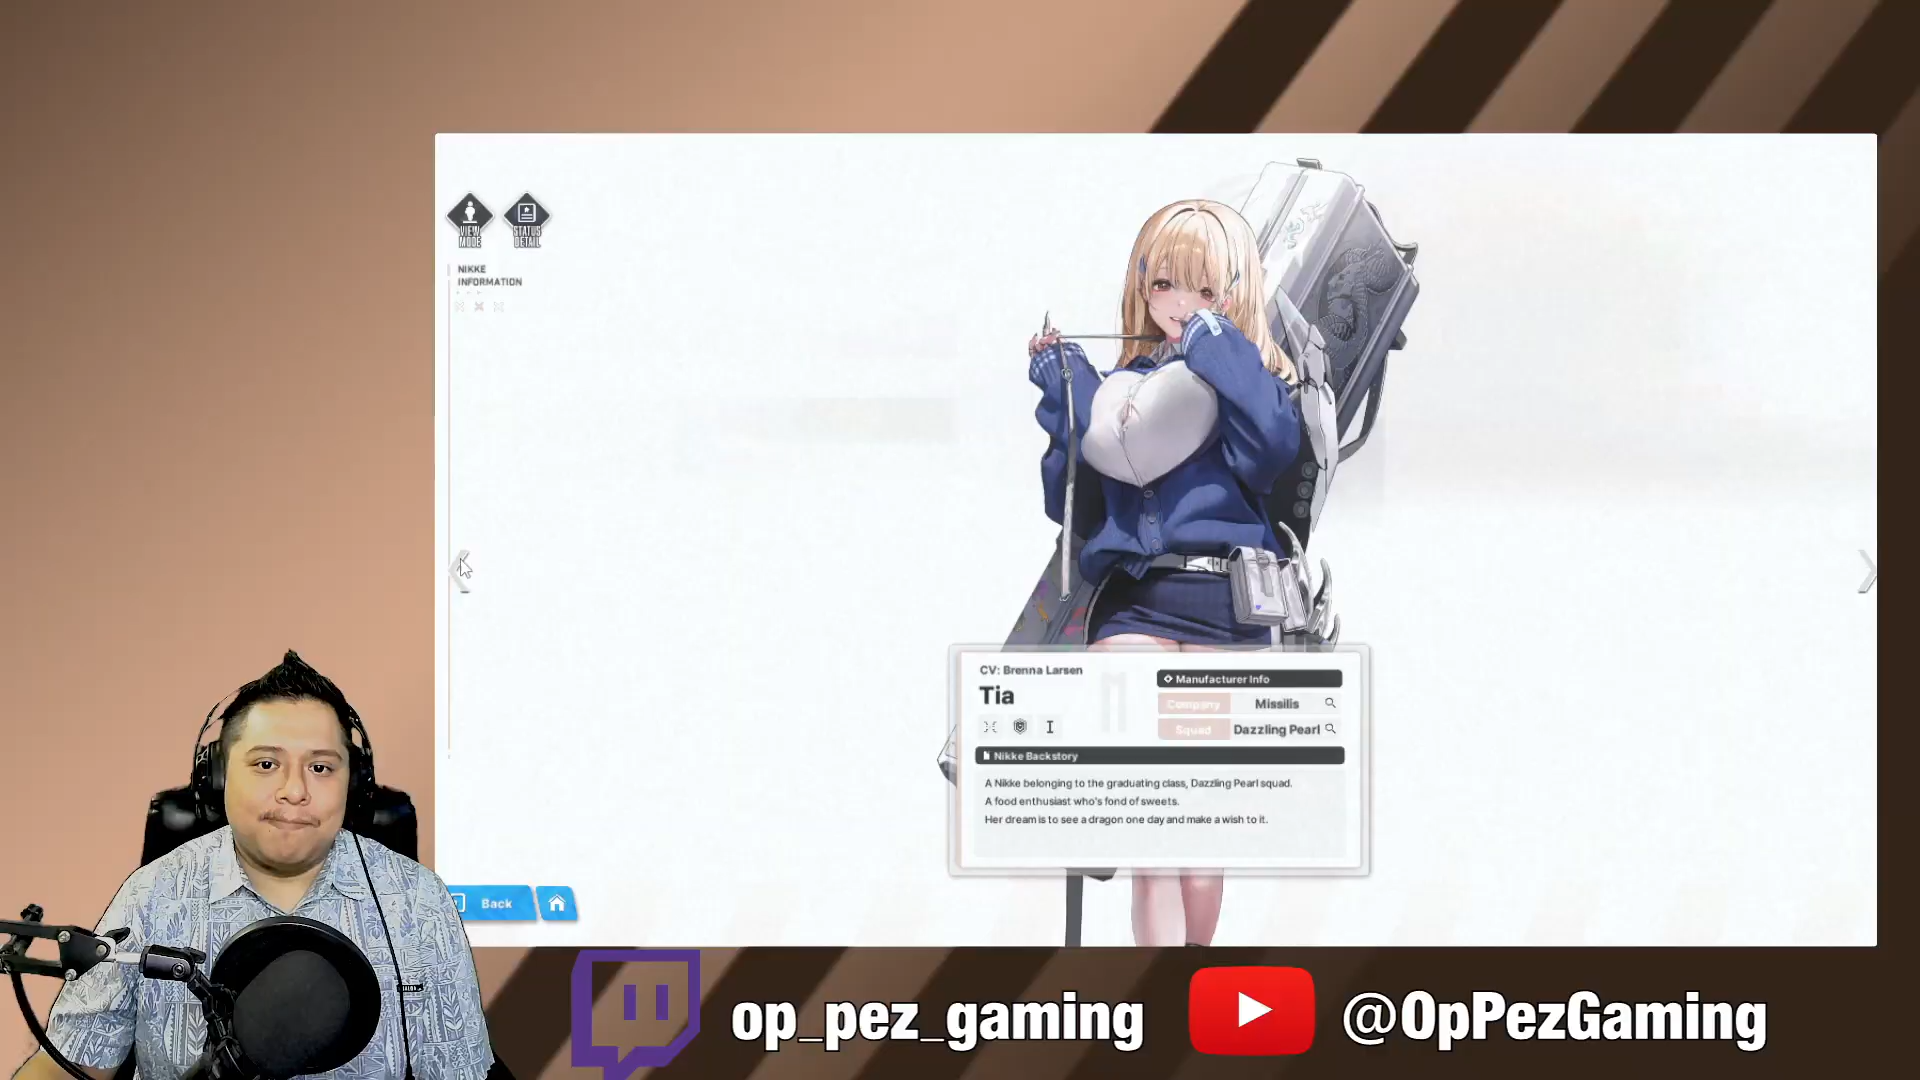 VIEW
MODE
STATUS
DETAIL
NIKKE
INFORMATION
CV: Brenna Larsen
Tia
Manufacturer Info
Company
Missilis
Squad
Dazzling Pearl
Nikke Backstory
A Nikke belonging to the graduating class, Dazzling Pearl squad.
A food enthusiast who's fond of sweets.
Her dream is to see a dragon one day and make a wish to it.
Back
op_pez_gaming
@OpPezGaming